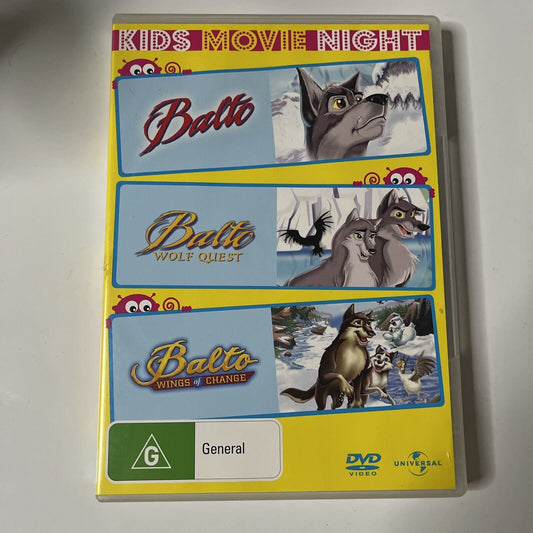 KIDS MOVIE NIGHT
Balto
Balto
WOLF QUEST
Balto
WINGS of CHANGE
G General
DVD
VIDEO
UNIVERSAL